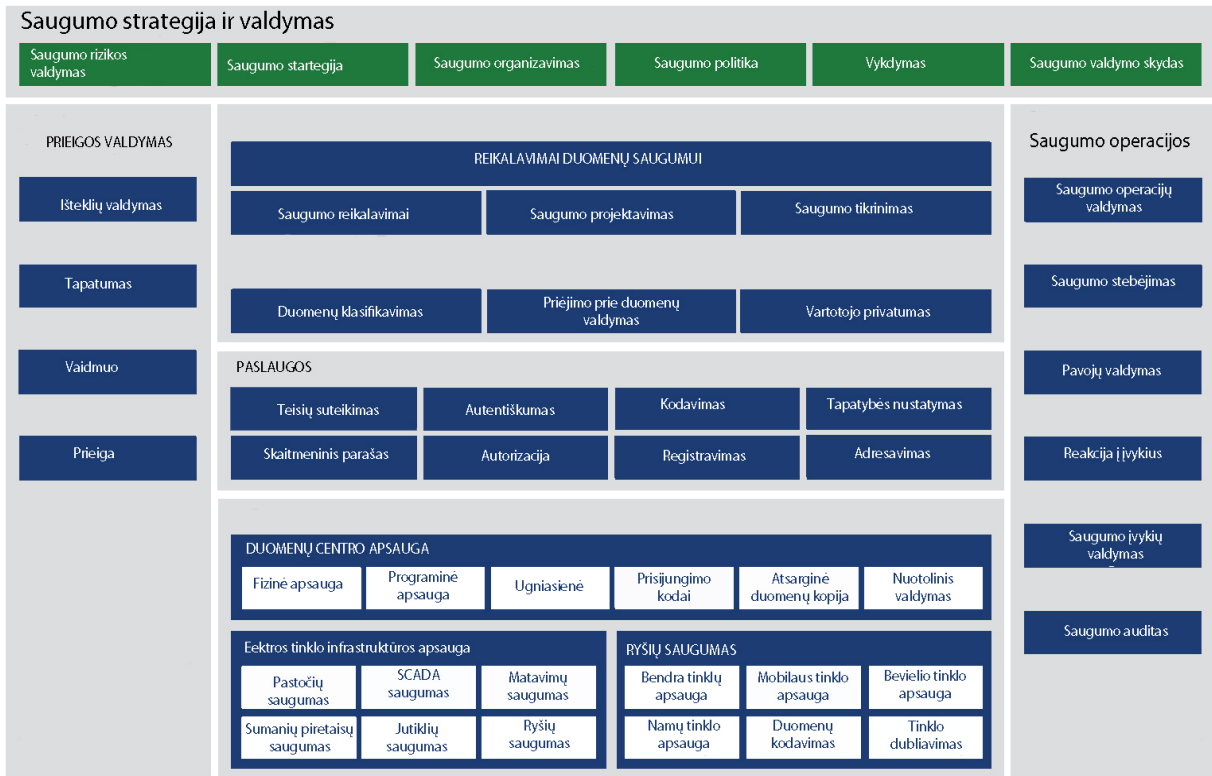 Saugumo strategija ir valdymas
Saugumo rizikos
valdymas
Saugumo startegija
Saugumo organizavimas
Saugumo politika
Vykdymas
Saugumo valdymo skydas
PRIEIGOS VALDYMAS
Išteklių valdymas
Tapatumas
Vaidmuo
Prieiga
REIKALAVIMAI DUOMENŲ SAUGUMUI
Saugumo reikalavimai
Saugumo projektavimas
Saugumo tikrinimas
Duomenų klasifikavimas
Priėjimo prie duomenų
valdymas
Vartotojo privatumas
PASLAUGOS
Teisių suteikimas
Autentiškumas
Kodavimas
Tapatybės nustatymas
Skaitmeninis parašas
Autorizacija
Registravimas
Adresavimas
DUOMENŲ CENTRO APSAUGA
Fizinė apsauga
Programinė
apsauga
Ugniasienė
Prisijungimo
kodai
Atsarginė
duomenų kopija
Nuotolinis
valdymas
Eektros tinklo infrastruktūros apsauga
Pastočių
saugumas
SCADA
saugumas
Matavimų
saugumas
Sumanių piretaisų
saugumas
Jutiklių
saugumas
Ryšių
saugumas
RYŠIŲ SAUGUMAS
Bendra tinklų
apsauga
Mobilaus tinklo
apsauga
Bevielio tinklo
apsauga
Namų tinklo
apsauga
Duomenų
kodavimas
Tinklo
dubliavimas
Saugumo operacijos
Saugumo operacijų
valdymas
Saugumo stebėjimas
Pavojų valdymas
Reakcija į įvykius
Saugumo įvykių
valdymas
Saugumo auditas